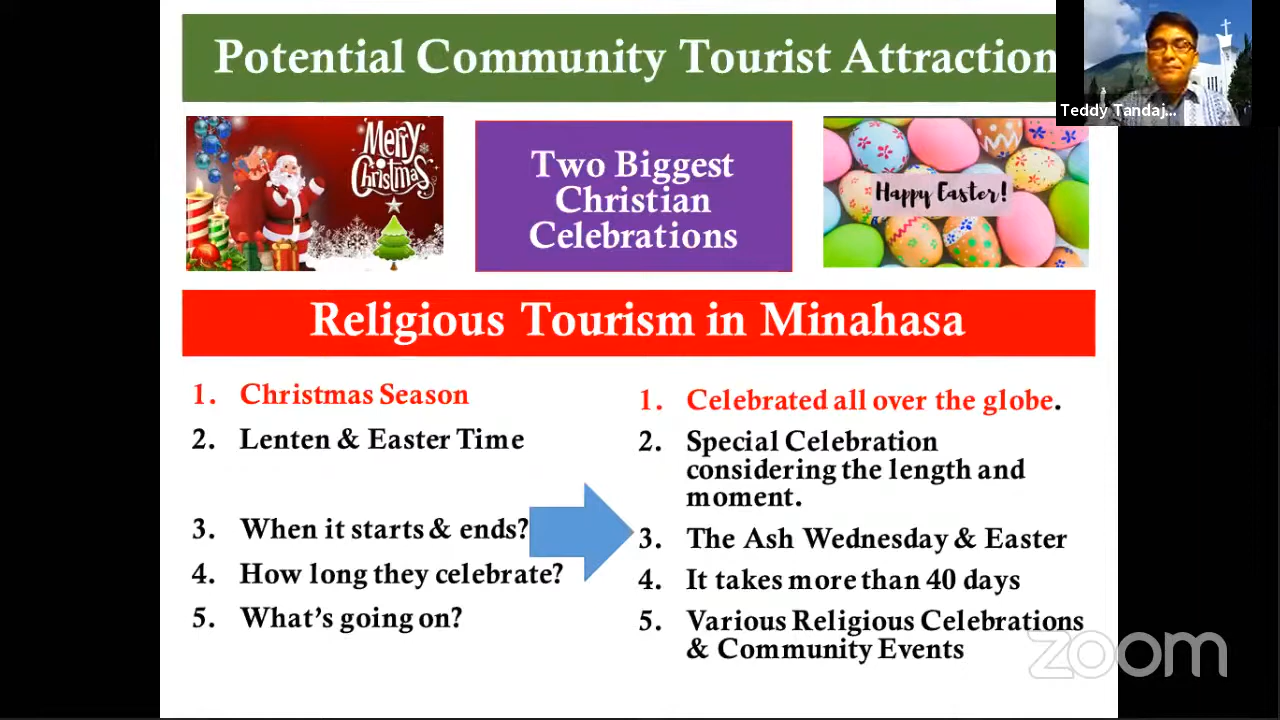 Potential Community Tourist Attraction
Teddy Tandaj...
Merry
Christmas
Two Biggest
Christian
Celebrations
Happy Easter!
Religious Tourism in Minahasa
1. Christmas Season
2. Lenten & Easter Time
3. When it starts & ends?
4. How long they celebrate?
5. What's going on?
1. Celebrated all over the globe.
2. Special Celebration
considering the length and
moment.
3. The Ash Wednesday & Easter
4. It takes more than 40 days
5. Various Religious Celebrations
& Community Events
zoom